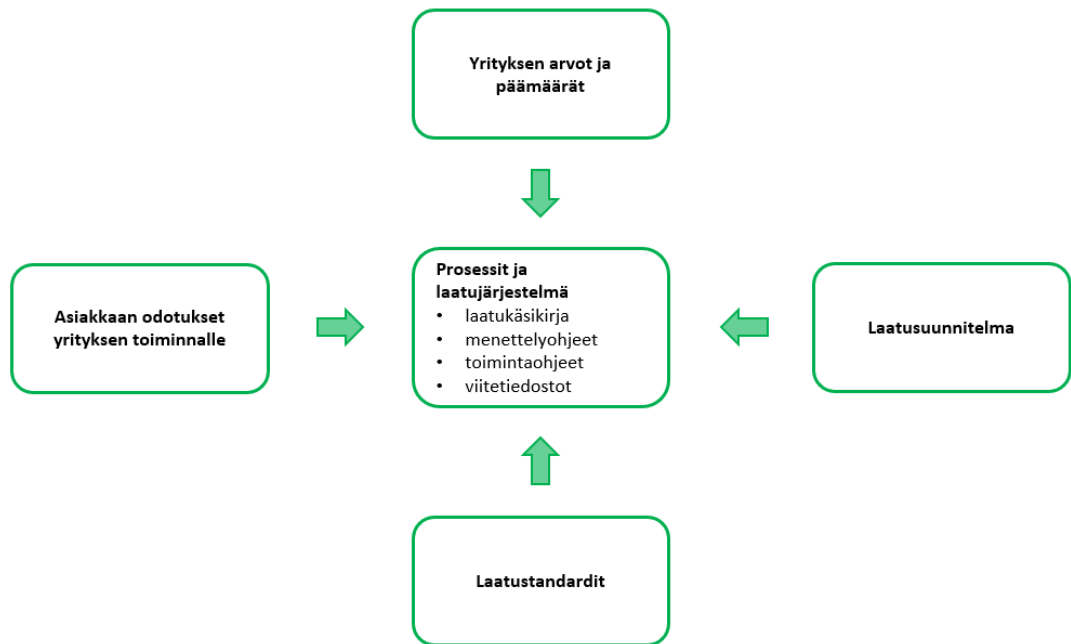 Yrityksen arvot ja
päämäärät
Asiakkaan odotukset
yrityksen toiminnalle
Prosessit ja
laatujärjestelmä
• laatukäsikirja
• menettelyohjeet
• toimintaohjeet
• viitetiedostot
Laatusuunnitelma
Laatustandardit